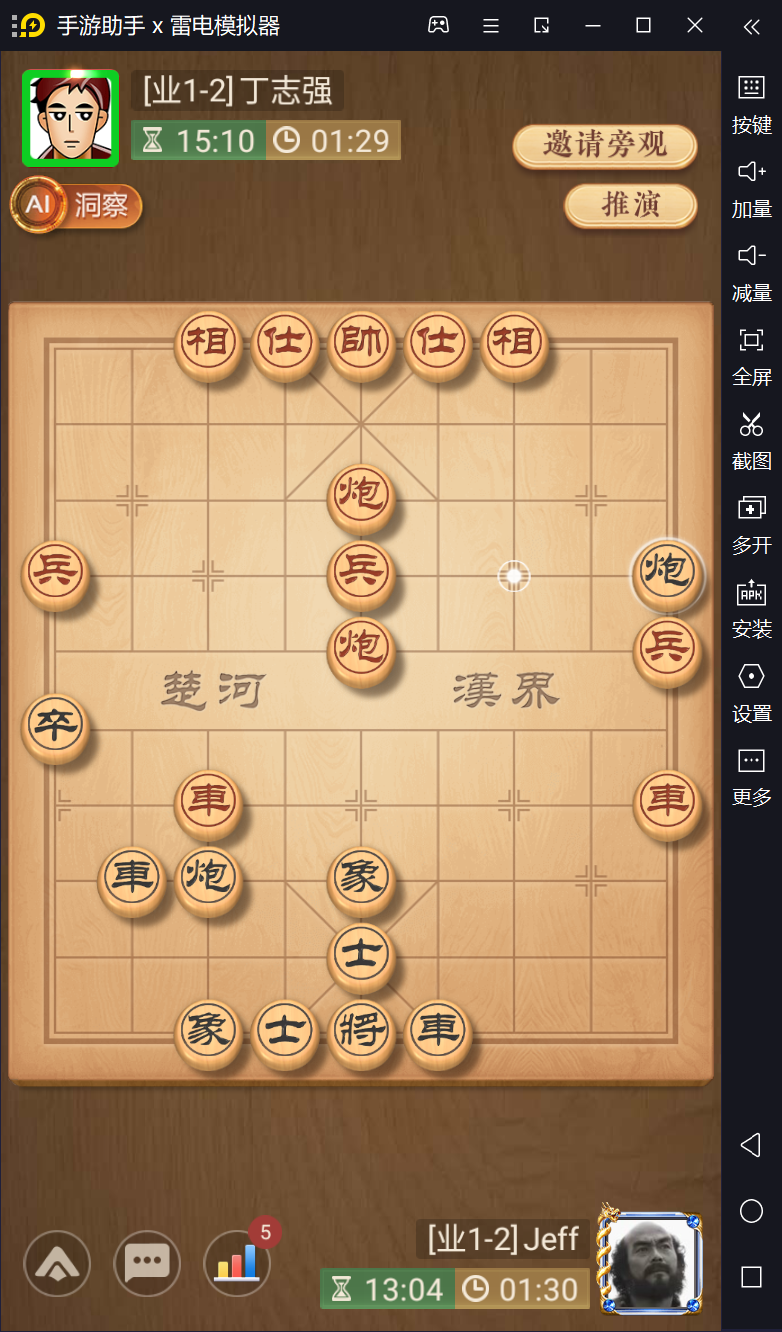 手游助手 x 雷电模拟器
[业1-2]丁志强
15:10 01:29
邀请旁观
AI 洞察
推演
按键
加量
减量
全屏
截图
多开
APK
安装
设置
更多
相 仕 帥 仕 相
炮
兵 兵 炮
炮 兵
楚河 漢界
卒
車 車
車 炮 象
士
象 士 將 車
5
[业1-2]Jeff
13:04 01:30